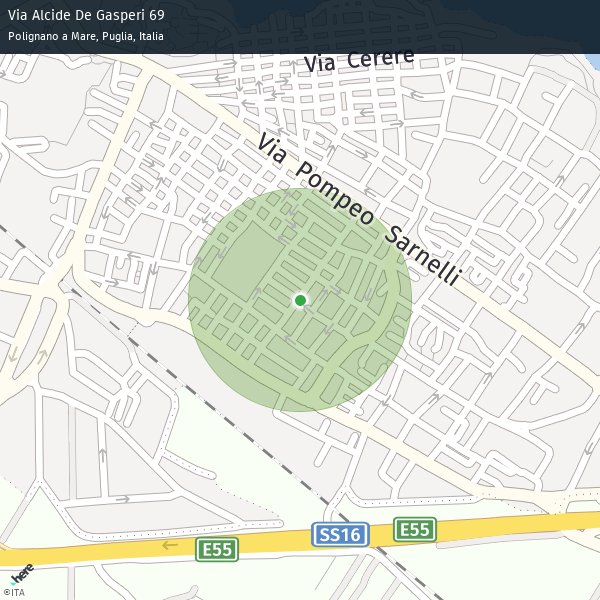 Via Alcide De Gasperi 69
Polignano a Mare, Puglia, Italia
Via Cerere
Via Pompeo Sarnelli
E55
SS16
E55
here
©ITA